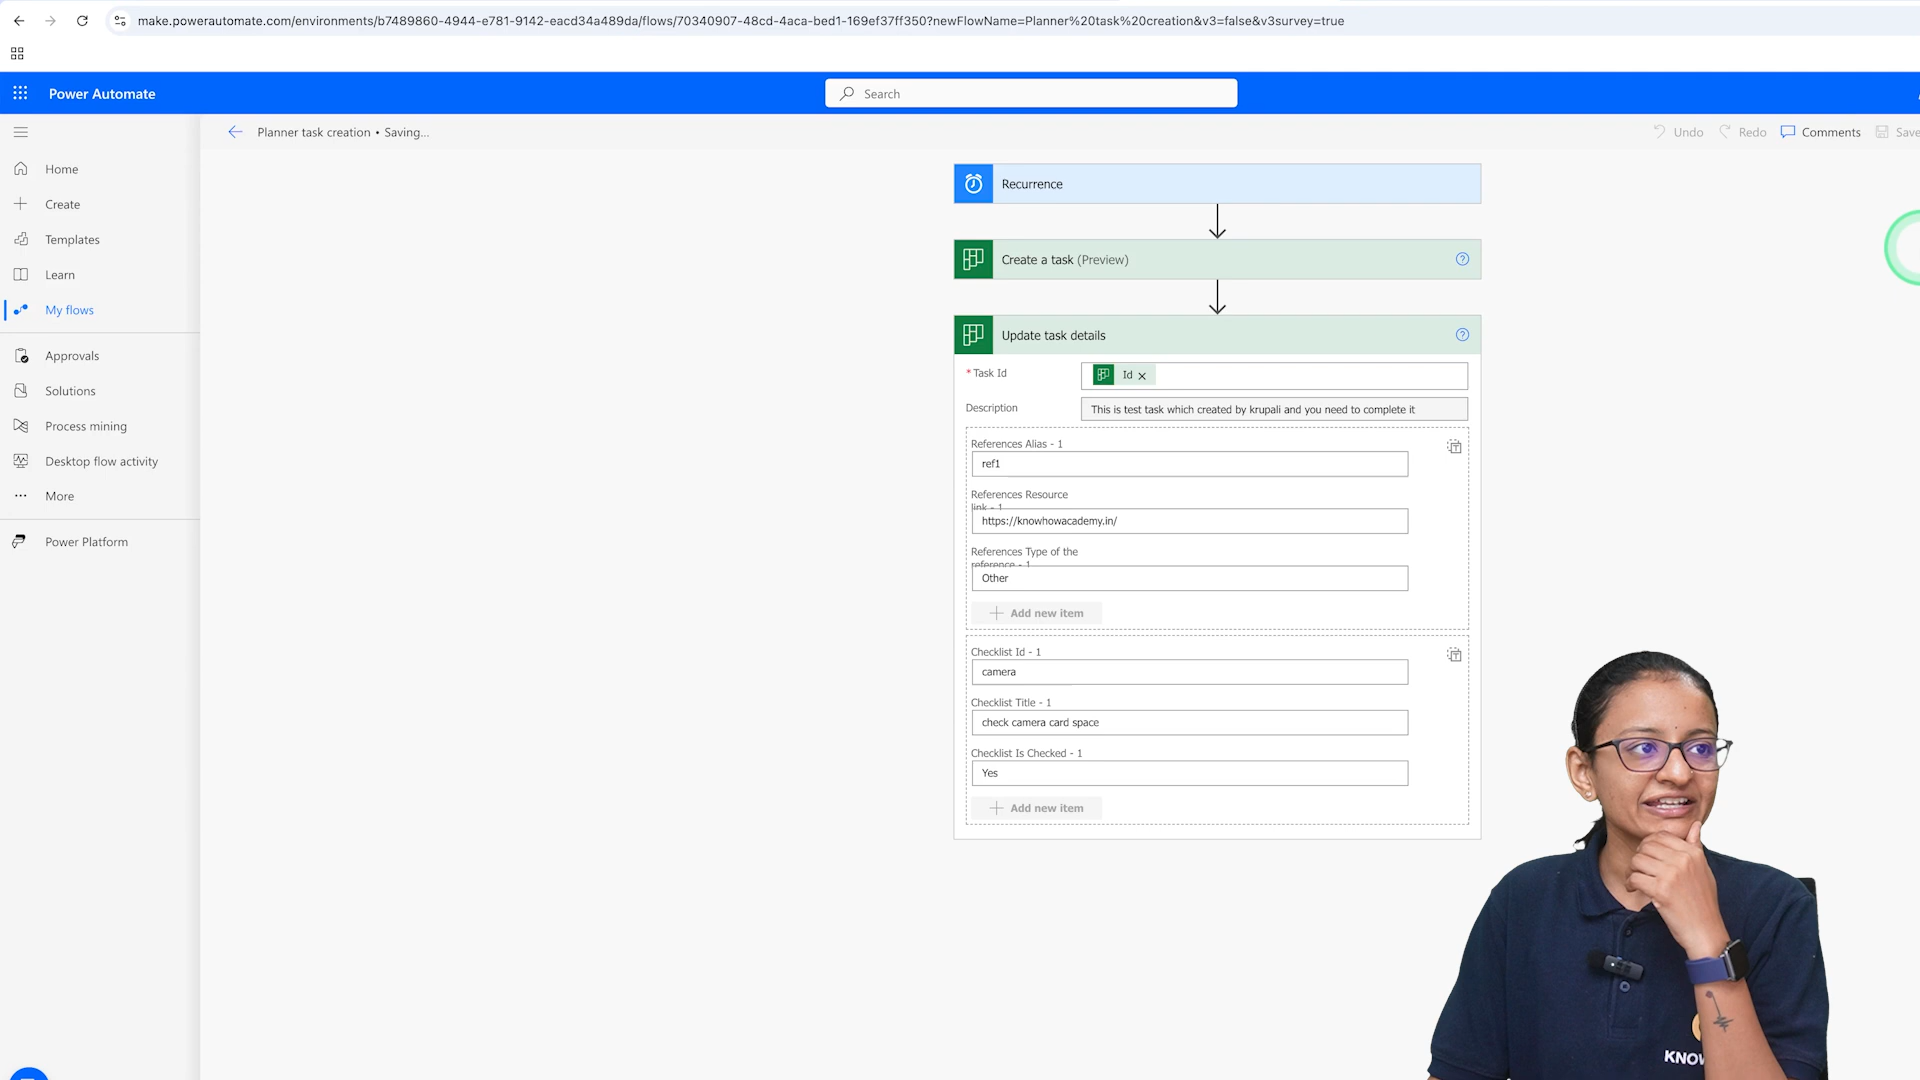 make.powerautomate.com/environments/b7489860-4944-e781-9142-eacd34a489da/flows/70340907-48cd-4aca-bed1-169ef37ff350?newFlowName=Planner%20task%20creation&v3=false&v3survey=true
Power Automate
Search
Planner task creation • Saving...
Undo
Redo
Comments
Save
Home
Create
Templates
Learn
My flows
Approvals
Solutions
Process mining
Desktop flow activity
More
Power Platform
Recurrence
Create a task (Preview)
Update task details
* Task Id
Id
Description
This is test task which created by krupali and you need to complete it
References Alias - 1
ref1
References Resource
link - 1
https://knowhowacademy.in/
References Type of the
reference - 1
Other
Add new item
Checklist Id - 1
camera
Checklist Title - 1
check camera card space
Checklist Is Checked - 1
Yes
Add new item
KNOW